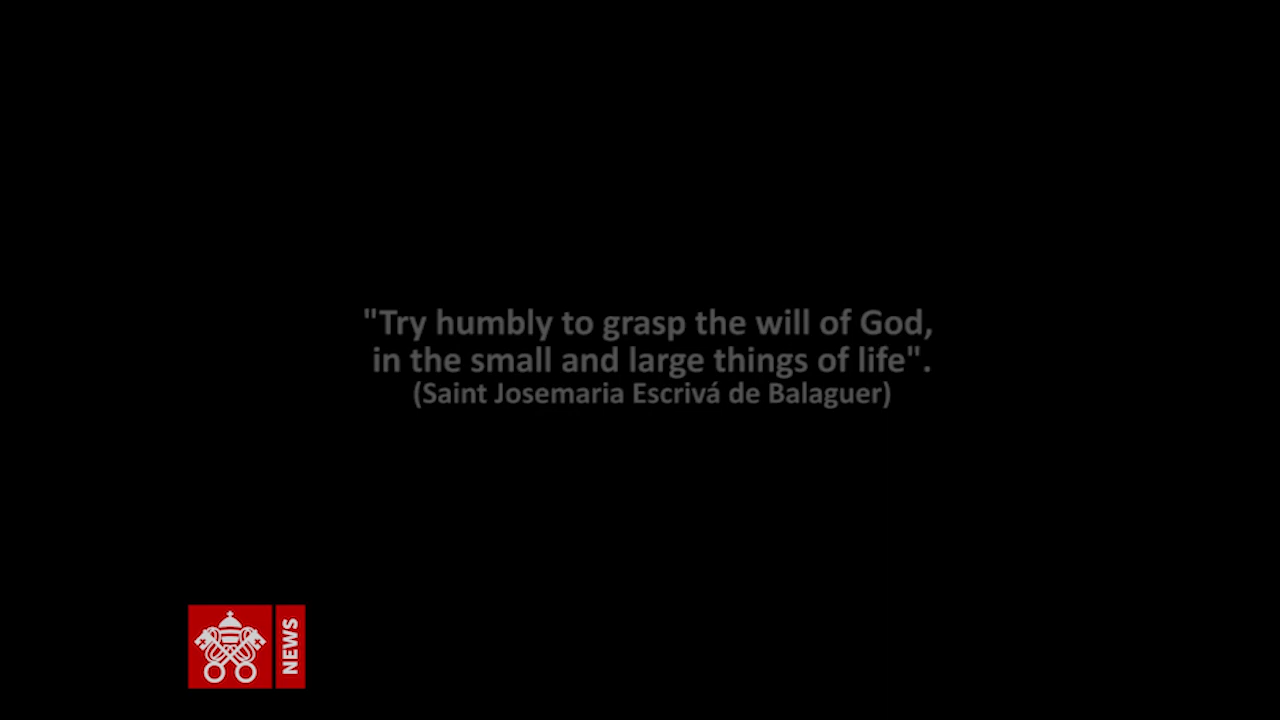 "Try humbly to grasp the will of God,
in the small and large things of life".
(Saint Josemaria Escrivá de Balaguer)
NEWS